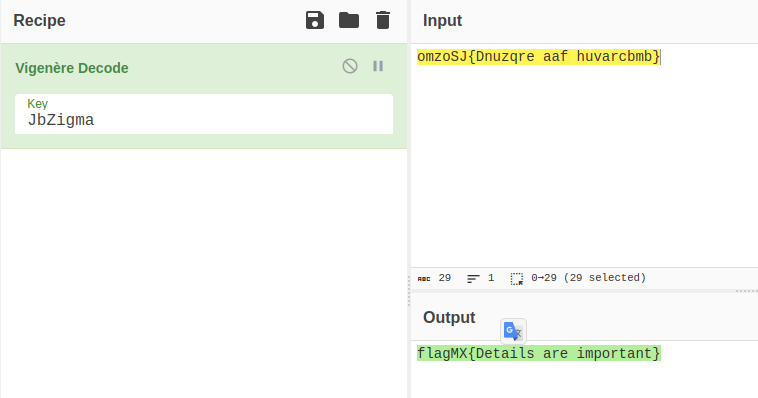 Recipe
Vigenère Decode
Key
JbZigma
Input
omzoSJ{Dnuzqre aaf huvarcbmb}
ABC 29 1 0→29 (29 selected)
Output
flagMX{Details are important}